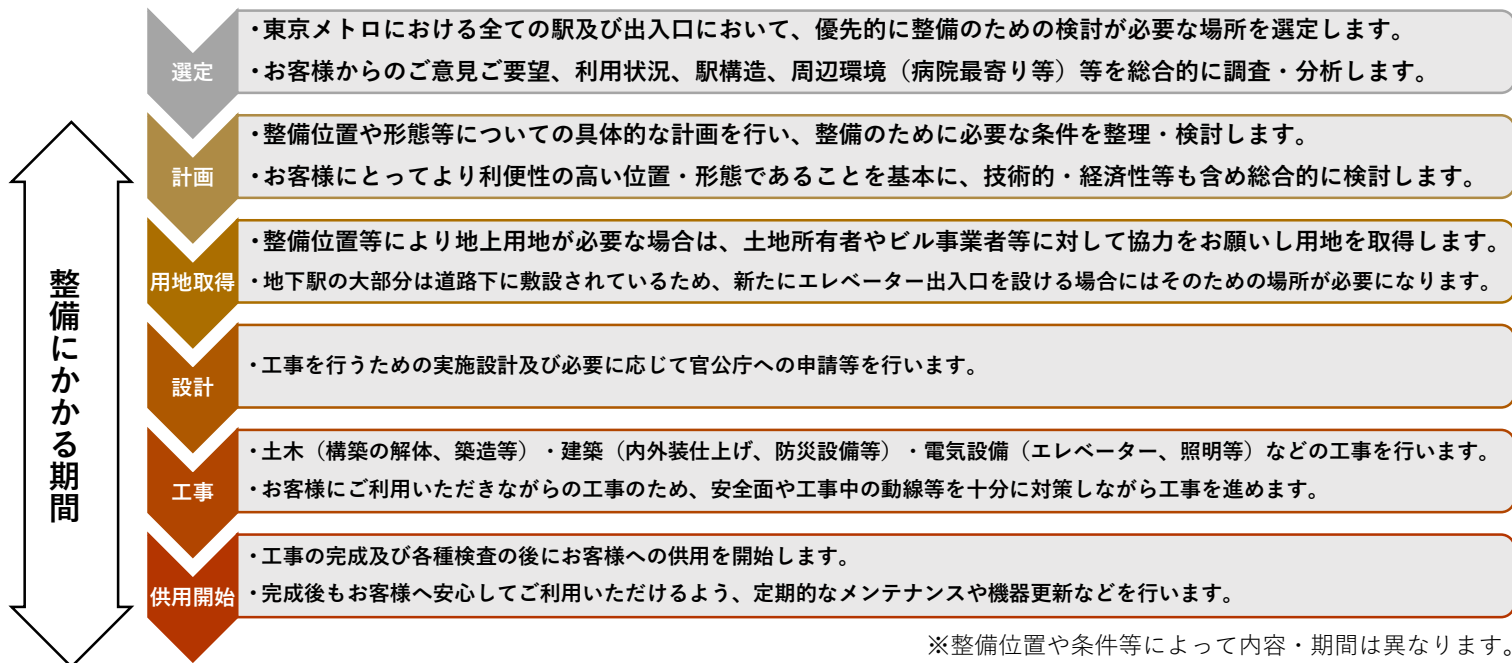 選定
・東京メトロにおける全ての駅及び出入口において、優先的に整備のための検討が必要な場所を選定します。
・お客様からのご意見ご要望、利用状況、駅構造、周辺環境（病院最寄り等）等を総合的に調査・分析します。
整備にかかる期間
計画
・整備位置や形態等についての具体的な計画を行い、整備のために必要な条件を整理・検討します。
・お客様にとってより利便性の高い位置・形態であることを基本に、技術的・経済性等も含め総合的に検討します。
用地取得
・整備位置等により地上用地が必要な場合は、土地所有者やビル事業者等に対して協力をお願いし用地を取得します。
・地下駅の大部分は道路下に敷設されているため、新たにエレベーター出入口を設ける場合にはそのための場所が必要になります。
設計
・工事を行うための実施設計及び必要に応じて官公庁への申請等を行います。
工事
・土木（構築の解体、築造等）・建築（内外装仕上げ、防災設備等）・電気設備（エレベーター、照明等）などの工事を行います。
・お客様にご利用いただきながらの工事のため、安全面や工事中の動線等を十分に対策しながら工事を進めます。
供用開始
・工事の完成及び各種検査の後にお客様への供用を開始します。
・完成後もお客様へ安心してご利用いただけるよう、定期的なメンテナンスや機器更新などを行います。
※整備位置や条件等によって内容・期間は異なります。